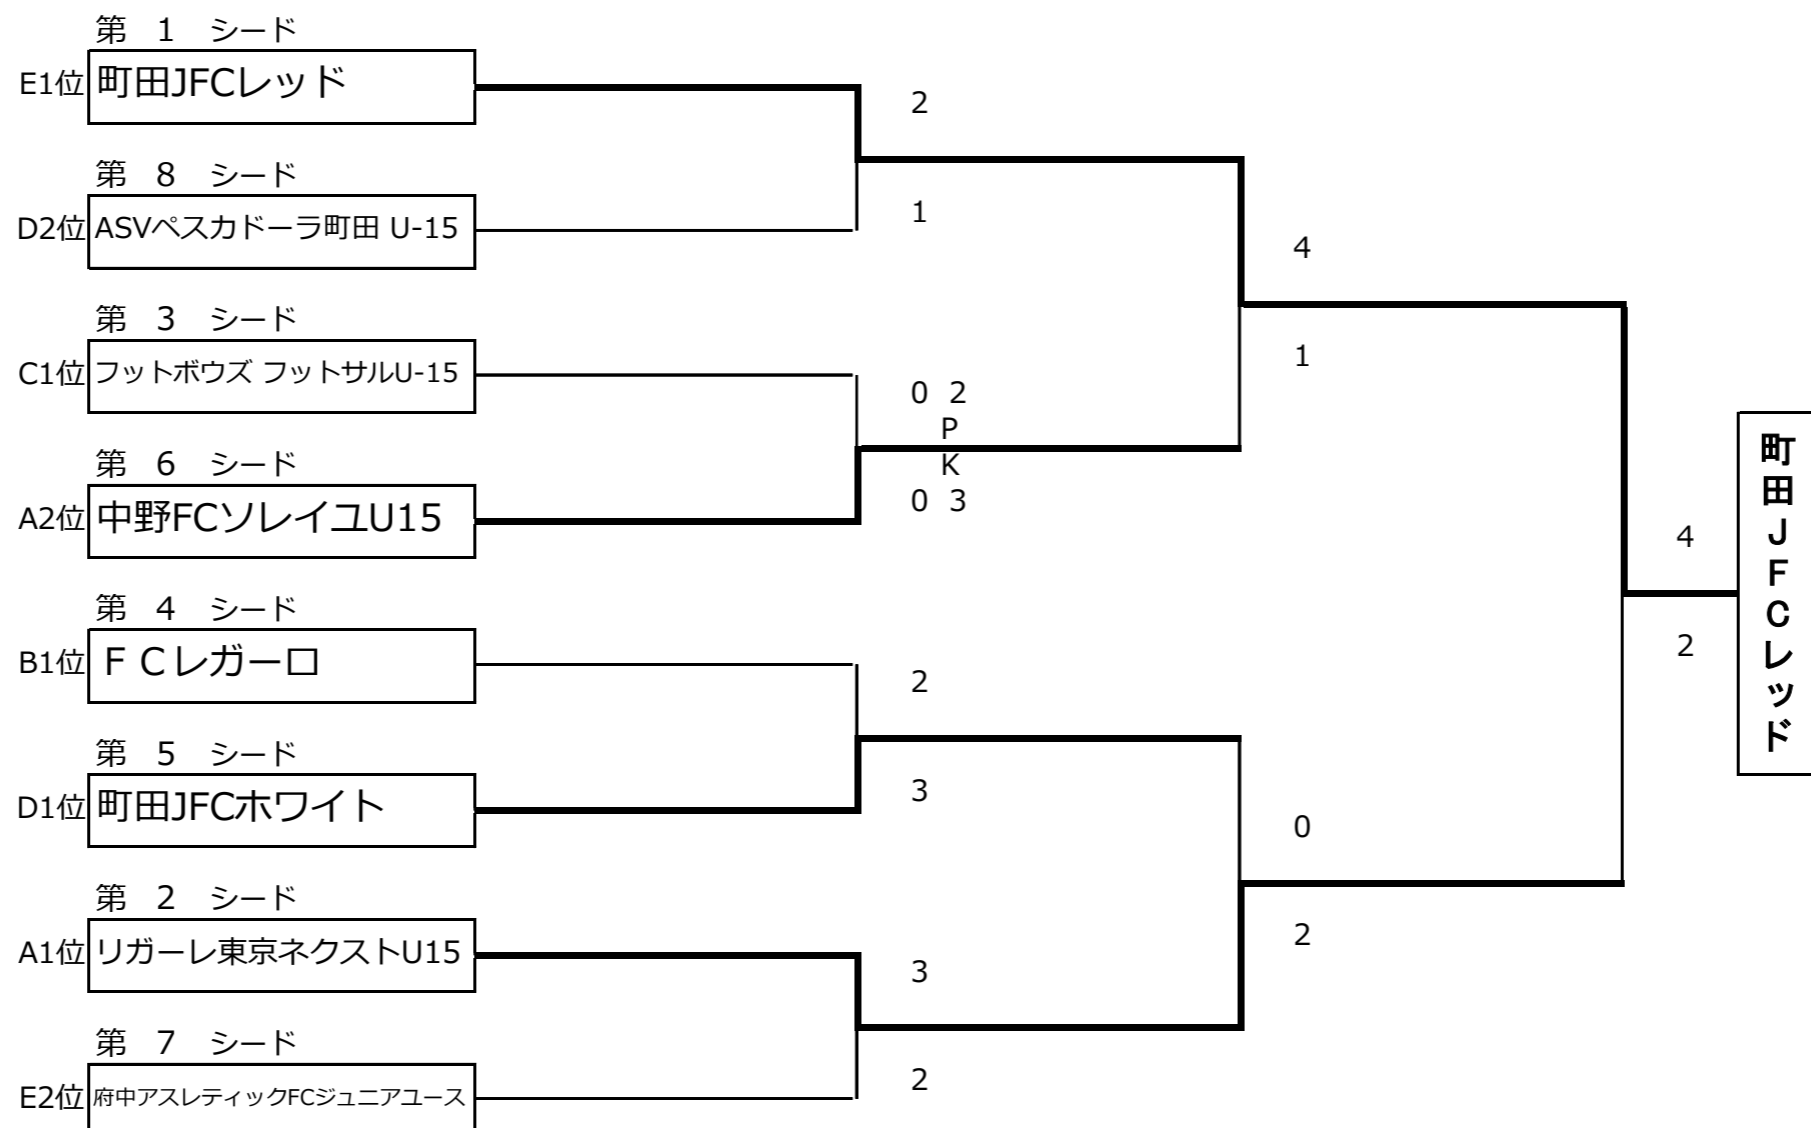 第 1 シード
E1位 町田JFCレッド
2
第 8 シード
D2位 ASVペスカドーラ町田 U-15
1
4
第 3 シード
C1位 フットボウズ フットサルU-15
1
0 2
P
K
0 3
第 6 シード
A2位 中野FCソレイユU15
町田JFCレッド
4
2
第 4 シード
B1位 ＦＣレガーロ
2
第 5 シード
D1位 町田JFCホワイト
3
0
第 2 シード
A1位 リガーレ東京ネクストU15
2
3
第 7 シード
E2位 府中アスレティックFCジュニアユース
2